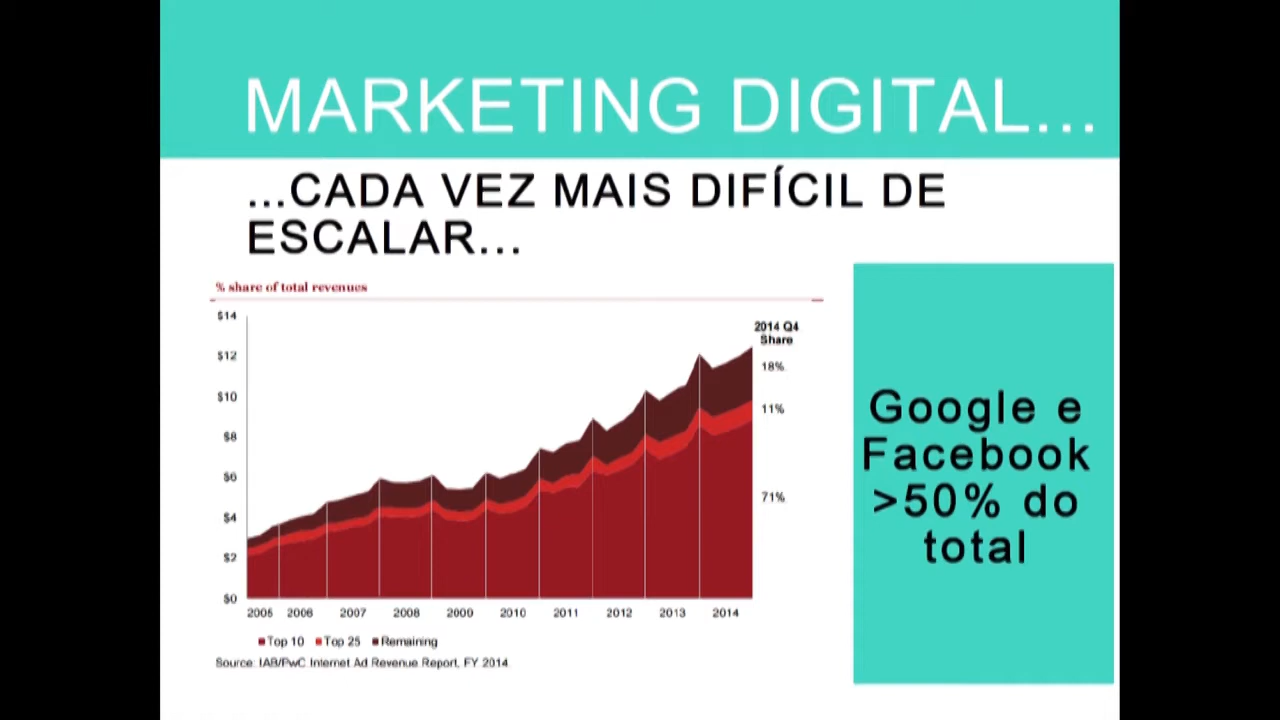 MARKETING DIGITAL...
...CADA VEZ MAIS DIFÍCIL DE
ESCALAR...
% share of total revenues
$14
$12
$10
$8
$6
$4
$2
$0
2014 Q4
Share
18%
11%
71%
2005 2006 2007 2008 2009 2010 2011 2012 2013 2014
Top 10 Top 25 Remaining
Source: IAB/PwC Internet Ad Revenue Report, FY 2014
Google e
Facebook
>50% do
total